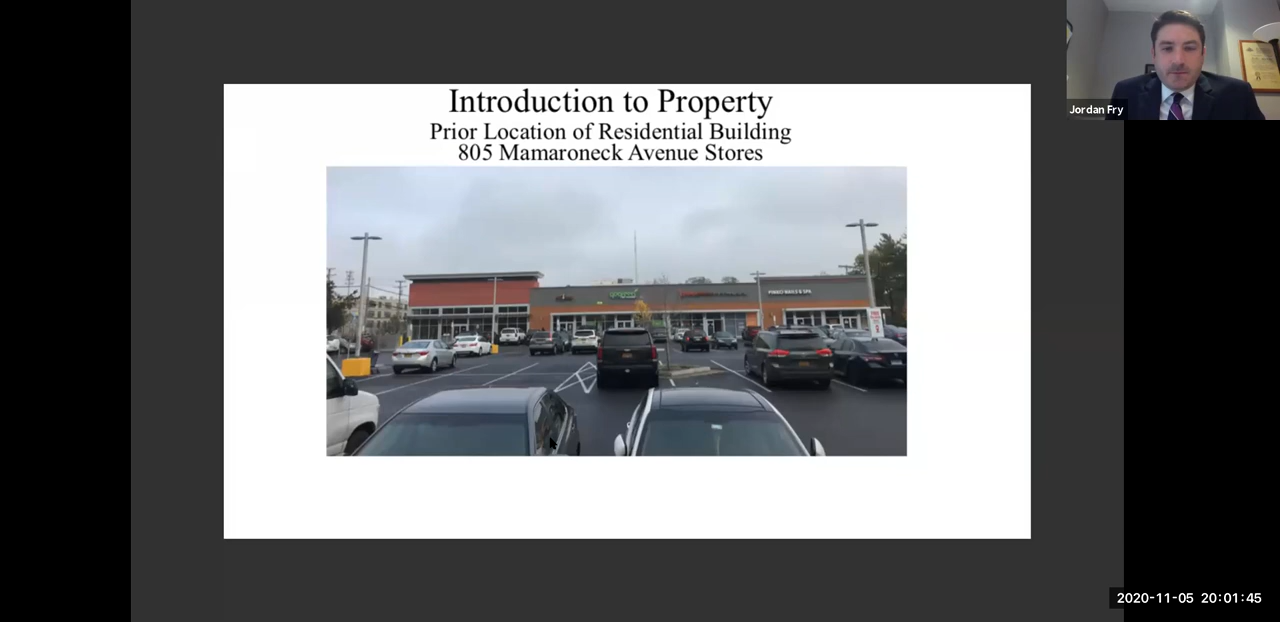 Introduction to Property
Prior Location of Residential Building
805 Mamaroneck Avenue Stores
Jordan Fry
2020-11-05 20:01:45